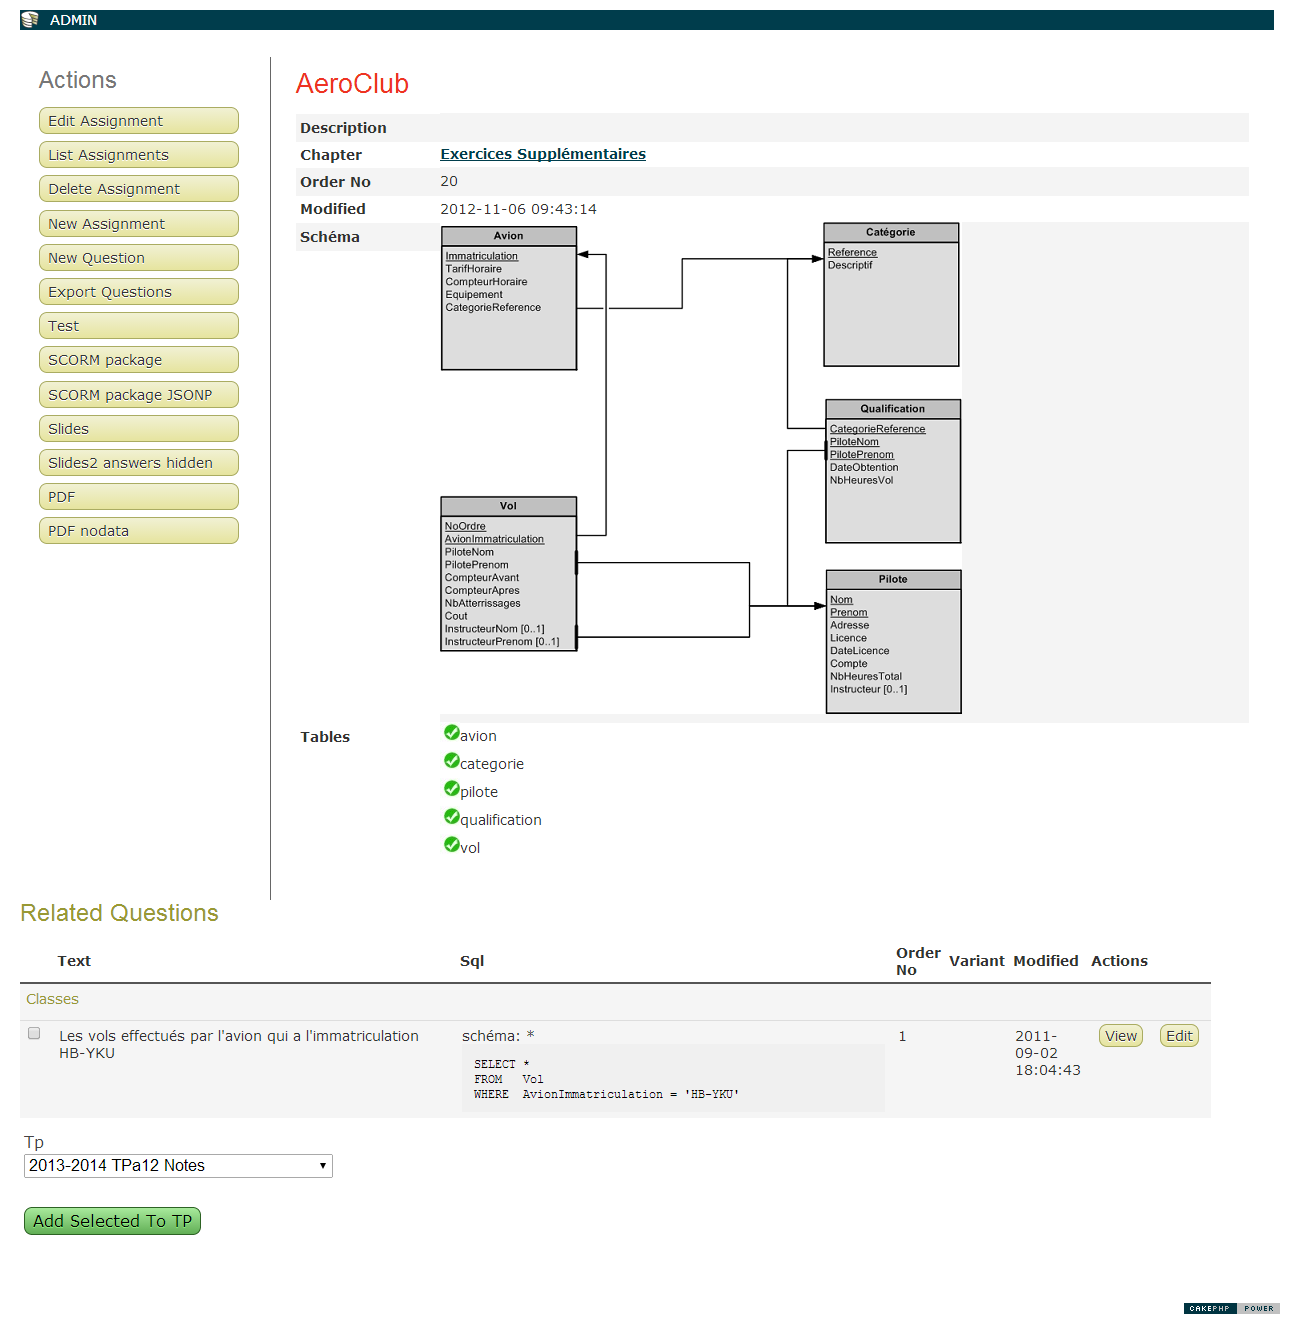 ADMIN
Actions
Edit Assignment
List Assignments
Delete Assignment
New Assignment
New Question
Export Questions
Test
SCORM package
SCORM package JSONP
Slides
Slides2 answers hidden
PDF
PDF nodata
AeroClub
Description
Chapter Exercices Supplémentaires
Order No 20
Modified 2012-11-06 09:43:14
Schéma
Avion
Immatriculation
TarifHoraire
CompteurHoraire
Equipement
CategorieReference
Catégorie
Reference
Descriptif
Qualification
CategorieReference
PiloteNom
PilotePrenom
DateObtention
NbHeuresVol
Vol
NoOrdre
AvionImmatriculation
PiloteNom
PilotePrenom
CompteurAvant
CompteurApres
NbAtterrissages
Cout
InstructeurNom [0..1]
InstructeurPrenom [0..1]
Pilote
Nom
Prenom
Adresse
Licence
DateLicence
Compte
NbHeuresTotal
Instructeur [0..1]
Tables
avion
categorie
pilote
qualification
vol
Related Questions
Text Sql Order No Variant Modified Actions
Classes
Les vols effectués par l'avion qui a l'immatriculation
HB-YKU
schéma: *
SELECT *
FROM Vol
WHERE AvionImmatriculation = 'HB-YKU'
1
2011-
09-02
18:04:43
View Edit
Tp
2013-2014 TPa12 Notes
Add Selected To TP
CAKEPHP POWER